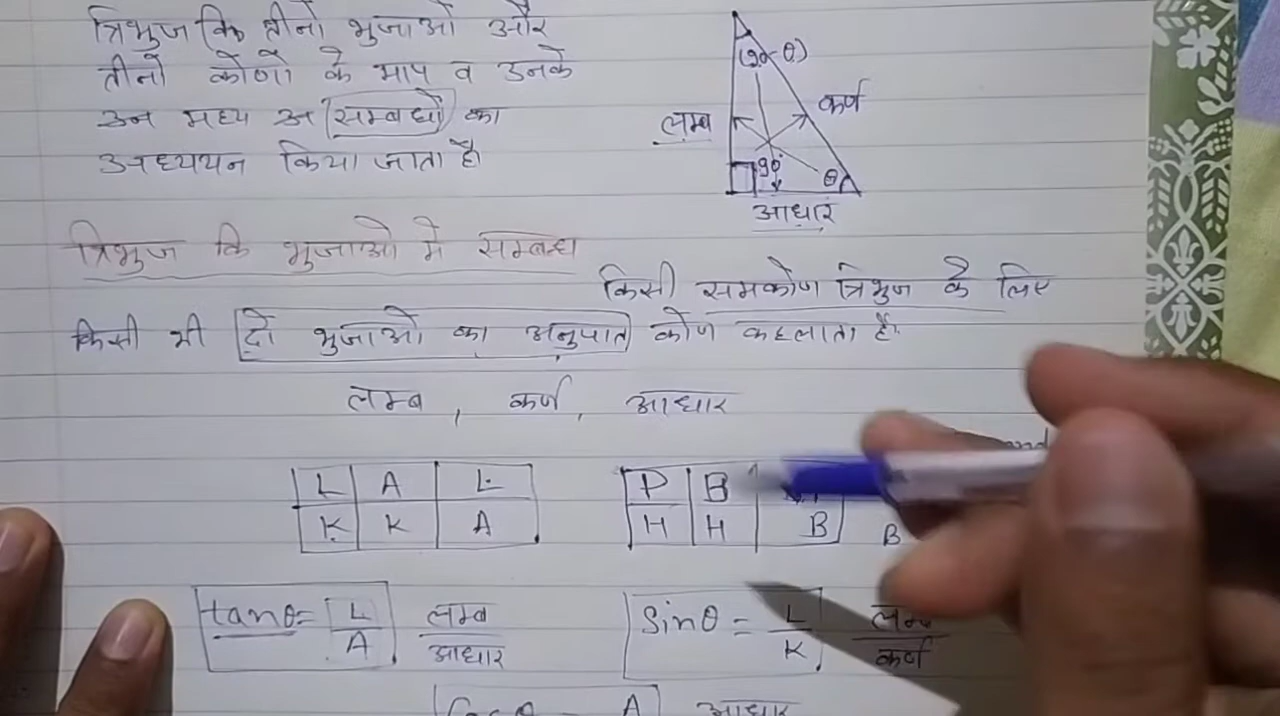 त्रिभुज कि तीनो भुजाओ और
तीनो कोणो के माप व उनके
उन मध्य अ सम्बधों का
अध्ययन किया जाता है।
(90-θ)
लम्ब
कर्ण
90°
θ
आधार
त्रिभुज कि भुजाओ मे सम्बन्ध
किसी समकोण त्रिभुज के लिए
किसी भी दो भुजाओ का अनुपात कोण कहलाता है।
लम्ब , कर्ण , आधार
L A L P B
K K A H H B B
tanθ = L/A लम्ब/आधार sinθ = L/K लम्ब/कर्ण
A आधार